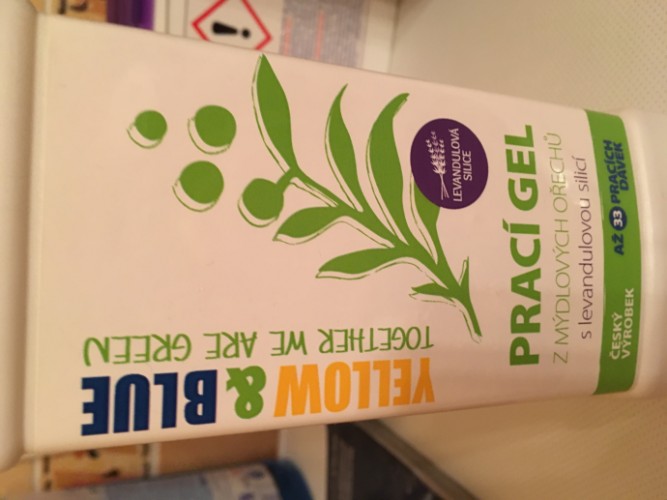 YELLOW & BLUE
TOGETHER WE ARE GREEN
LEVANDULOVÁ
SILICE
PRACÍ GEL
Z MÝDLOVÝCH OŘECHŮ
s levandulovou silicí
ČESKÝ
VÝROBEK
AŽ 33 PRACÍCH
DÁVEK